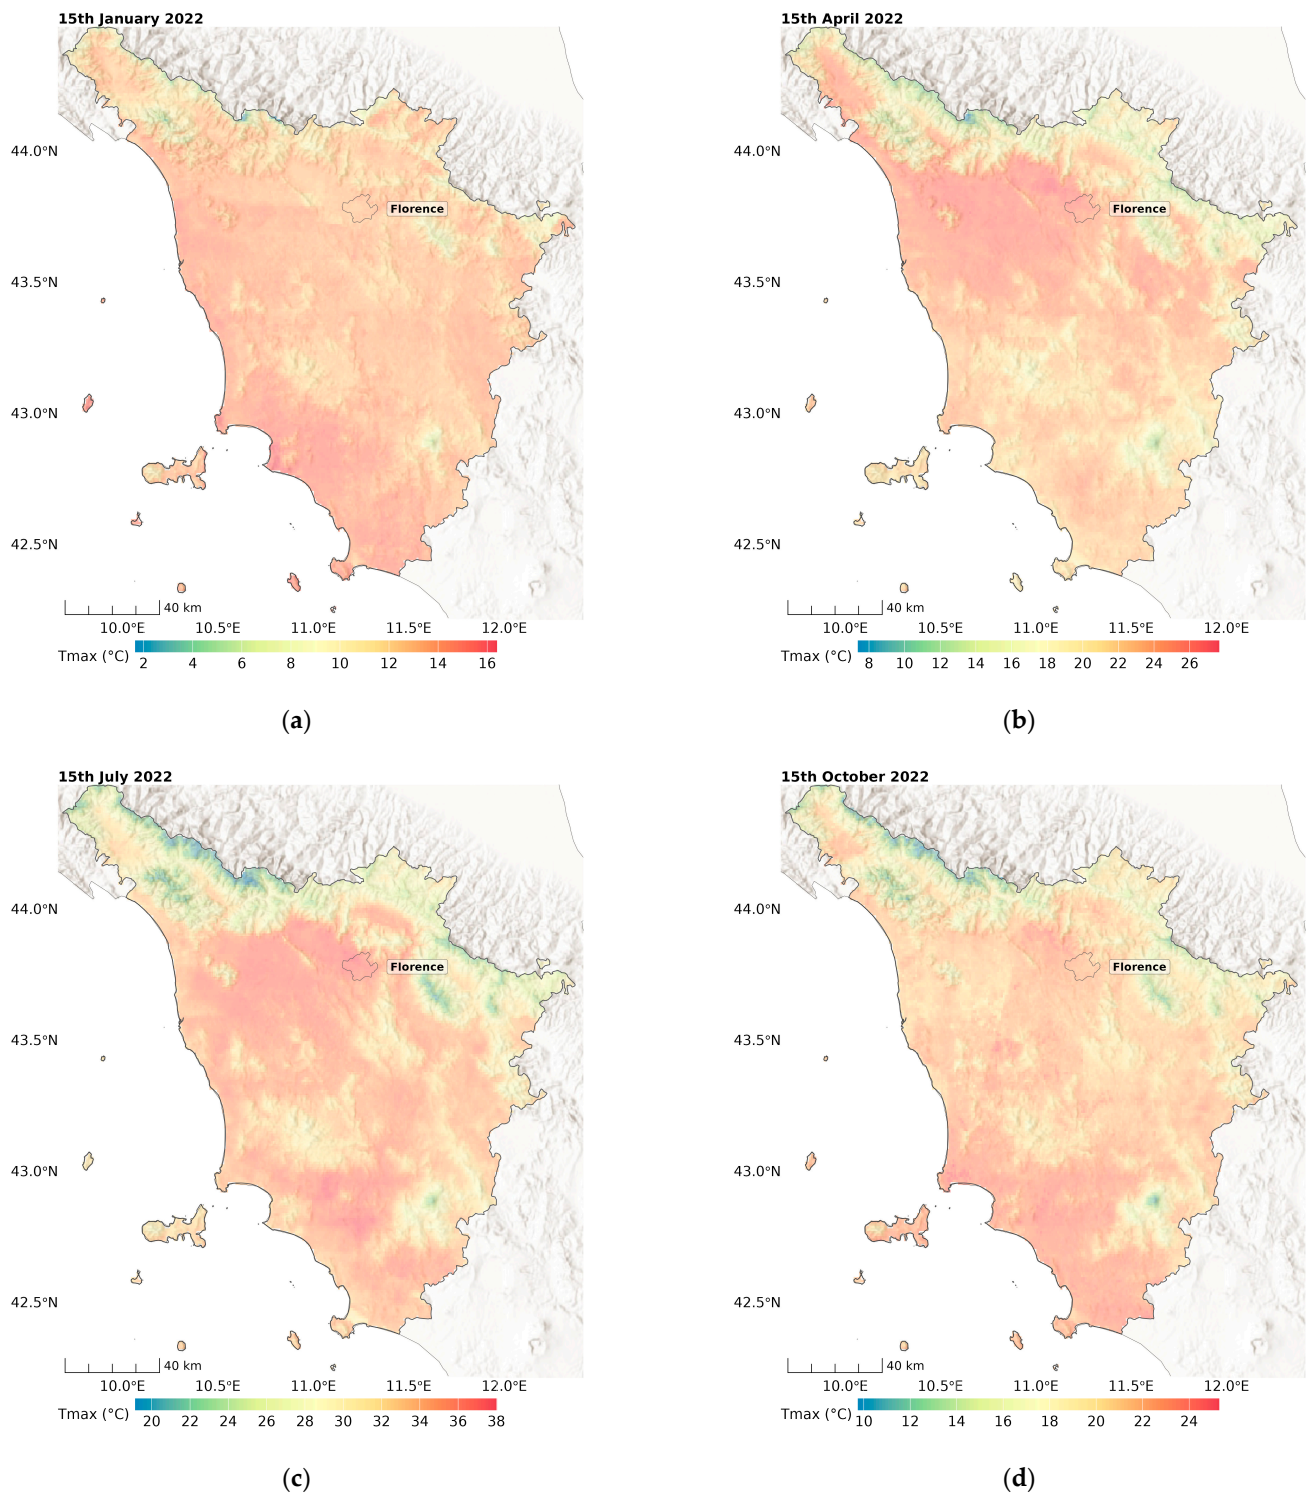 15th January 2022
15th April 2022
44.0°N
43.5°N
43.0°N
42.5°N
Florence
40 km
10.0°E 10.5°E 11.0°E 11.5°E 12.0°E
Tmax (°C) 2 4 6 8 10 12 14 16
44.0°N
43.5°N
43.0°N
42.5°N
Florence
40 km
10.0°E 10.5°E 11.0°E 11.5°E 12.0°E
Tmax (°C) 8 10 12 14 16 18 20 22 24 26
(a)
(b)
15th July 2022
15th October 2022
44.0°N
43.5°N
43.0°N
42.5°N
Florence
40 km
10.0°E 10.5°E 11.0°E 11.5°E 12.0°E
Tmax (°C) 20 22 24 26 28 30 32 34 36 38
44.0°N
43.5°N
43.0°N
42.5°N
Florence
40 km
10.0°E 10.5°E 11.0°E 11.5°E 12.0°E
Tmax (°C) 10 12 14 16 18 20 22 24
(c)
(d)